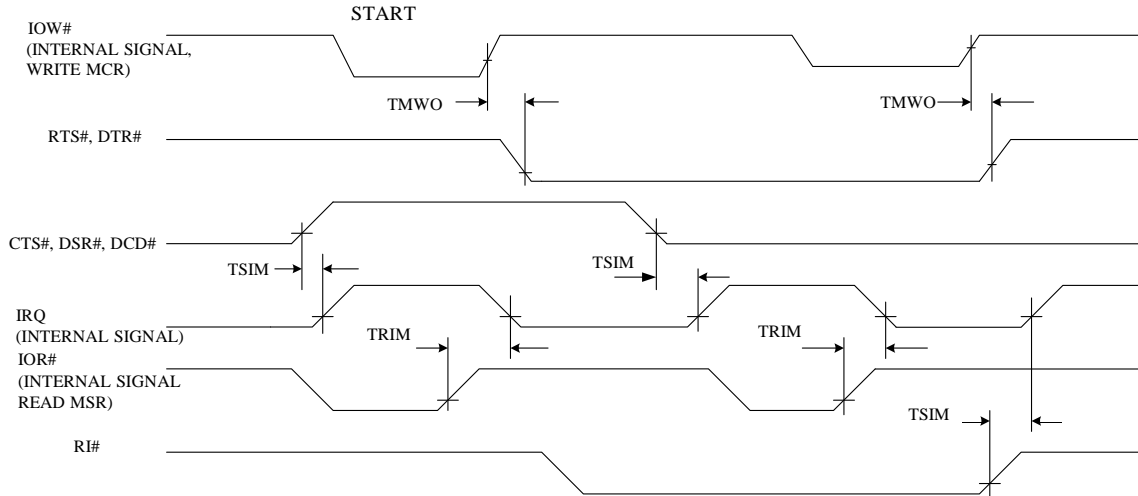 START
IOW#
(INTERNAL SIGNAL,
WRITE MCR)
TMWO
TMWO
RTS#, DTR#
CTS#, DSR#, DCD#
TSIM
TSIM
IRQ
(INTERNAL SIGNAL)
TRIM
TRIM
IOR#
(INTERNAL SIGNAL
READ MSR)
TSIM
RI#